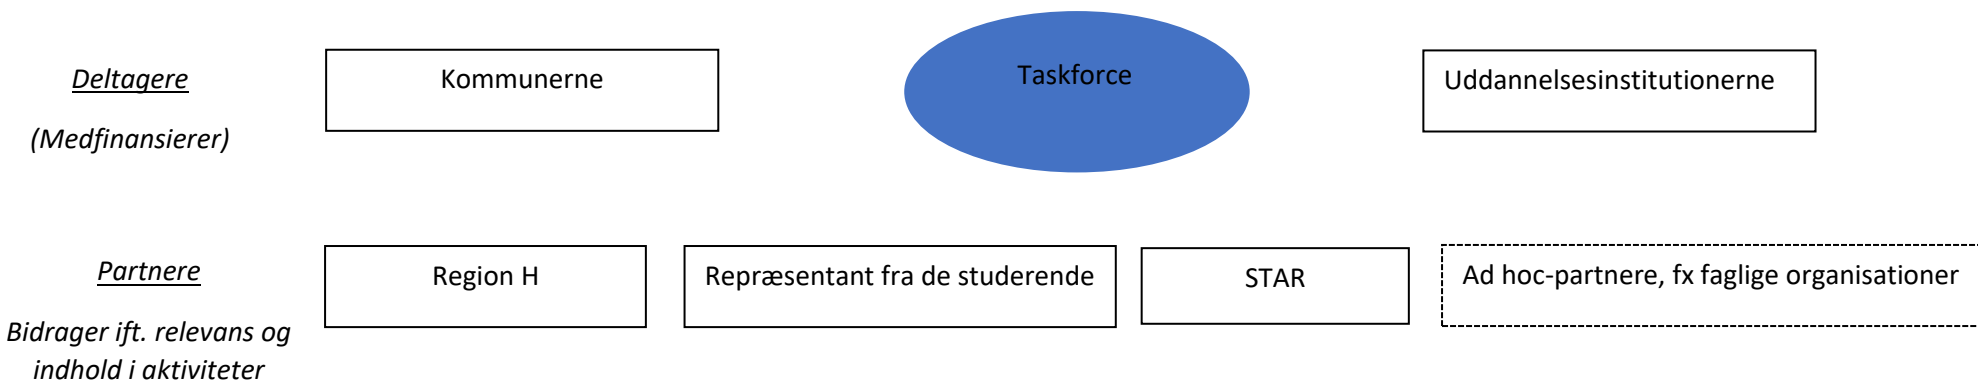 Deltagere
(Medfinansierer)
Kommunerne
Taskforce
Uddannelsesinstitutionerne
Partnere
Bidrager ift. relevans og
indhold i aktiviteter
Region H
Repræsentant fra de studerende
STAR
Ad hoc-partnere, fx faglige organisationer